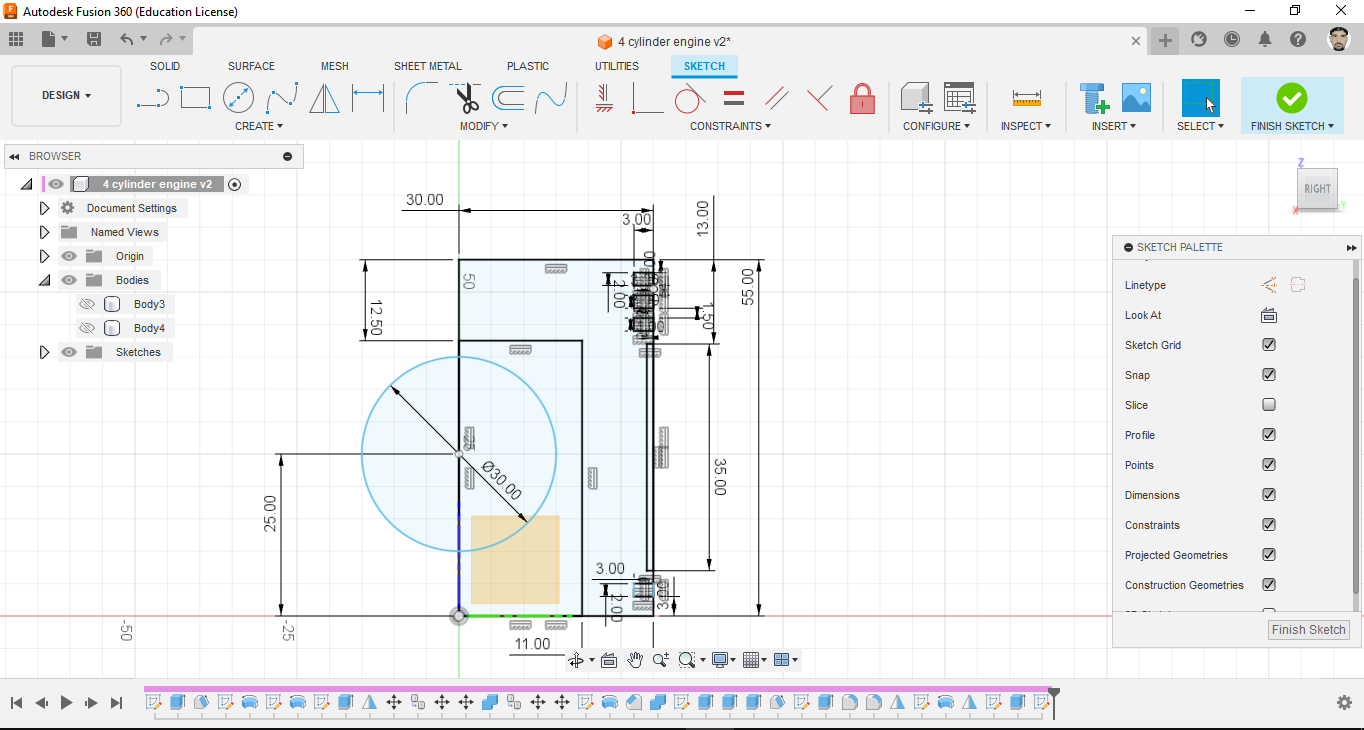 Autodesk Fusion 360 (Education License)
4 cylinder engine v2*
SOLID SURFACE MESH SHEET METAL PLASTIC UTILITIES SKETCH
DESIGN
CREATE MODIFY CONSTRAINTS CONFIGURE INSPECT INSERT SELECT FINISH SKETCH
BROWSER
4 cylinder engine v2
Document Settings
Named Views
Origin
Bodies
Body3
Body4
Sketches
30.00
3.00
13.00
50
2.00
55.00
12.50
1.50
25
Ø30.00
35.00
25.00
3.00
2.00
3.00
11.00
-50
-25
Z
RIGHT
X
Y
SKETCH PALETTE
Linetype
Look At
Sketch Grid
Snap
Slice
Profile
Points
Dimensions
Constraints
Projected Geometries
Construction Geometries
Finish Sketch